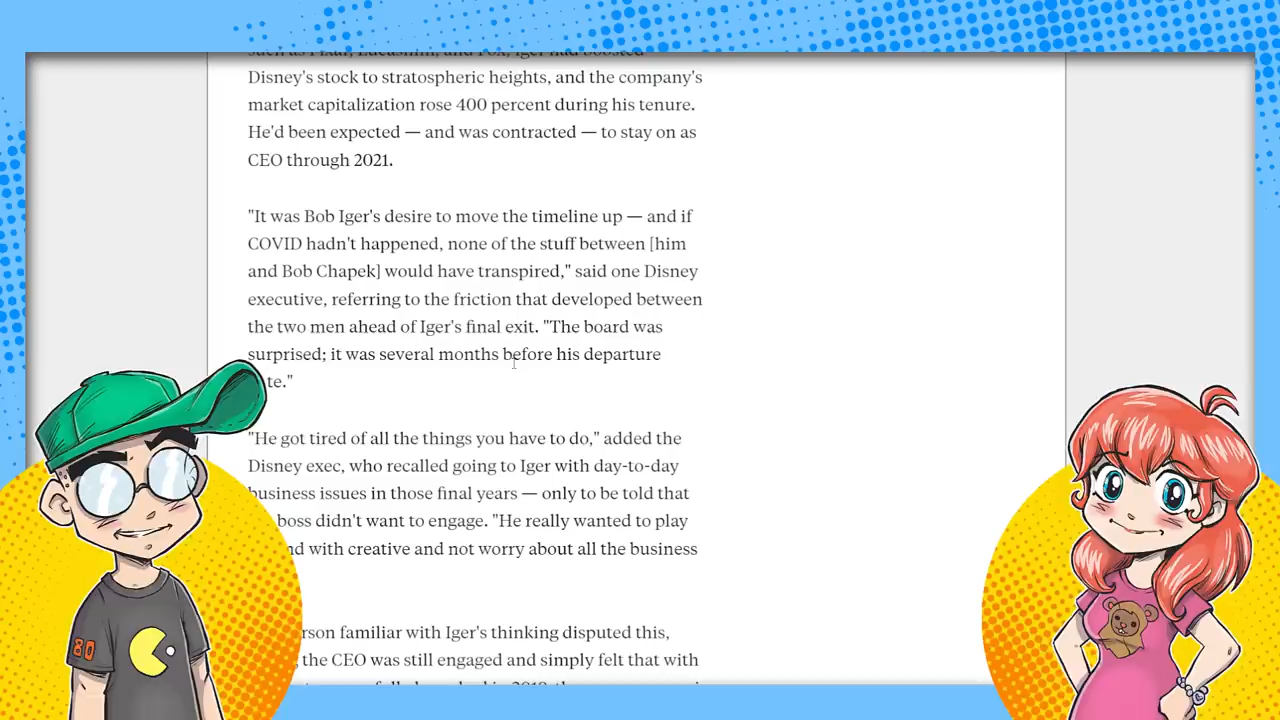 Disney's stock to stratospheric heights, and the company's
market capitalization rose 400 percent during his tenure.
He'd been expected — and was contracted — to stay on as
CEO through 2021.
"It was Bob Iger's desire to move the timeline up — and if
COVID hadn't happened, none of the stuff between [him
and Bob Chapek] would have transpired," said one Disney
executive, referring to the friction that developed between
the two men ahead of Iger's final exit. "The board was
surprised; it was several months before his departure
te."
"He got tired of all the things you have to do," added the
Disney exec, who recalled going to Iger with day-to-day
business issues in those final years — only to be told that
boss didn't want to engage. "He really wanted to play
nd with creative and not worry about all the business
rson familiar with Iger's thinking disputed this,
the CEO was still engaged and simply felt that with
80